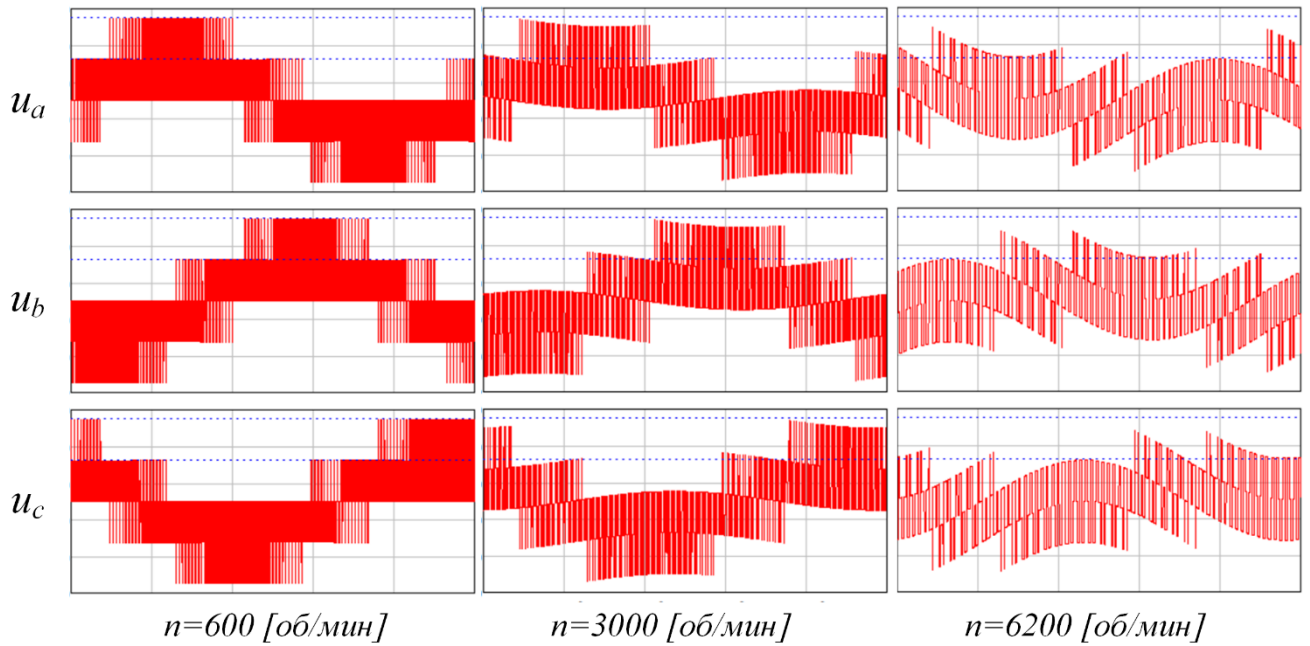 u_a
u_b
u_c
n=600 [об/мин]
n=3000 [об/мин]
n=6200 [об/мин]